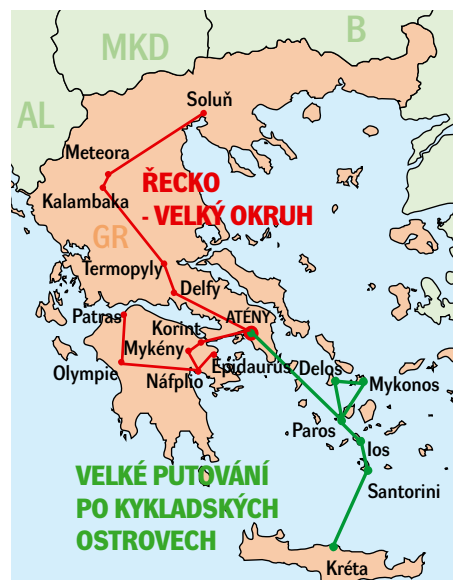 MKD
B
AL
Soluň
Meteora
ŘECKO
- VELKÝ OKRUH
Kalambaka
GR
Termopyly
Delfy
Patras
Korint
ATÉNY
Mykény
Epidaurus
Delos
Mykonos
Olympie
Náfplio
Paros
Ios
Santorini
VELKÉ PUTOVÁNÍ
PO KYKLADSKÝCH
OSTROVECH
Kréta